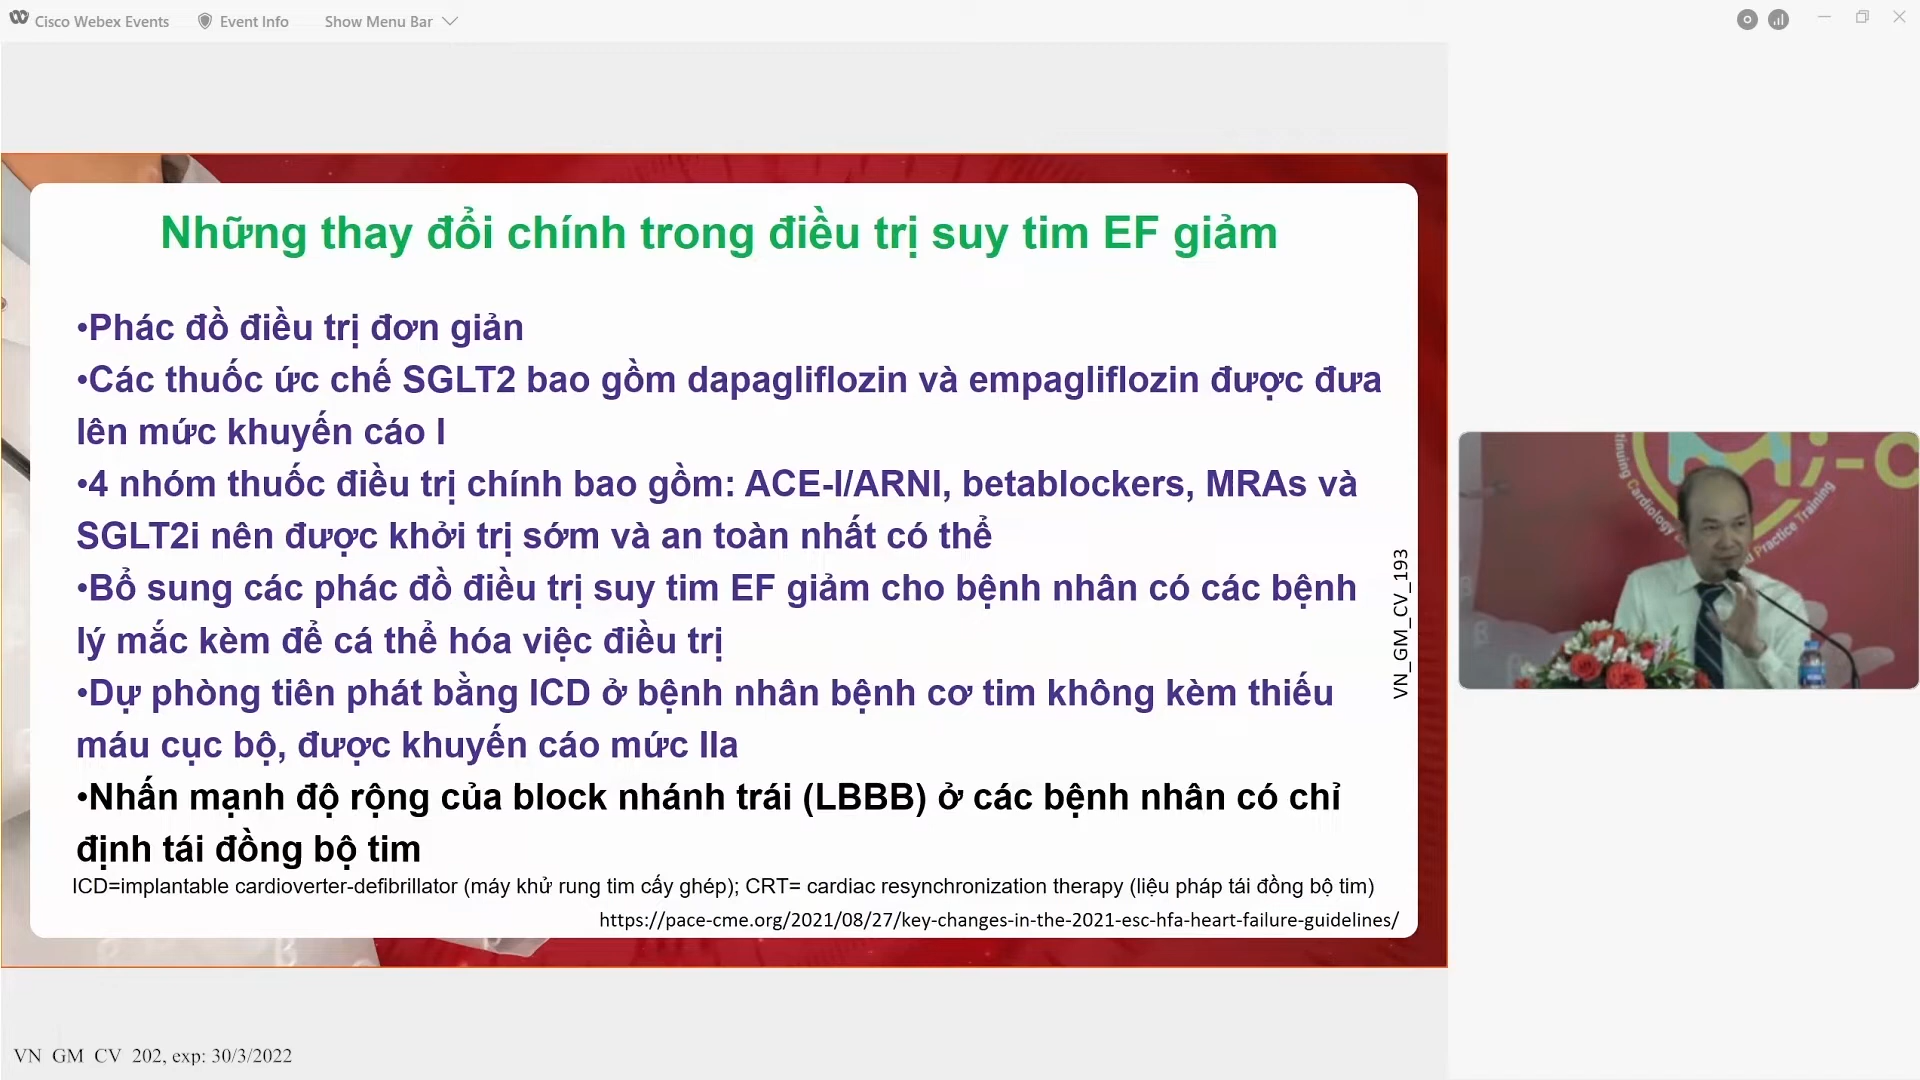 Cisco Webex Events Event Info Show Menu Bar
Những thay đổi chính trong điều trị suy tim EF giảm
•Phác đồ điều trị đơn giản
•Các thuốc ức chế SGLT2 bao gồm dapagliflozin và empagliflozin được đưa
lên mức khuyến cáo I
•4 nhóm thuốc điều trị chính bao gồm: ACE-I/ARNI, betablockers, MRAs và
SGLT2i nên được khởi trị sớm và an toàn nhất có thể
•Bổ sung các phác đồ điều trị suy tim EF giảm cho bệnh nhân có các bệnh
lý mắc kèm để cá thể hóa việc điều trị
•Dự phòng tiên phát bằng ICD ở bệnh nhân bệnh cơ tim không kèm thiếu
máu cục bộ, được khuyến cáo mức IIa
•Nhấn mạnh độ rộng của block nhánh trái (LBBB) ở các bệnh nhân có chỉ
định tái đồng bộ tim
ICD=implantable cardioverter-defibrillator (máy khử rung tim cấy ghép); CRT= cardiac resynchronization therapy (liệu pháp tái đồng bộ tim)
https://pace-cme.org/2021/08/27/key-changes-in-the-2021-esc-hfa-heart-failure-guidelines/
VN_GM_CV_193
Mi-C
Cardiology
Practice Training
VN GM CV 202, exp: 30/3/2022